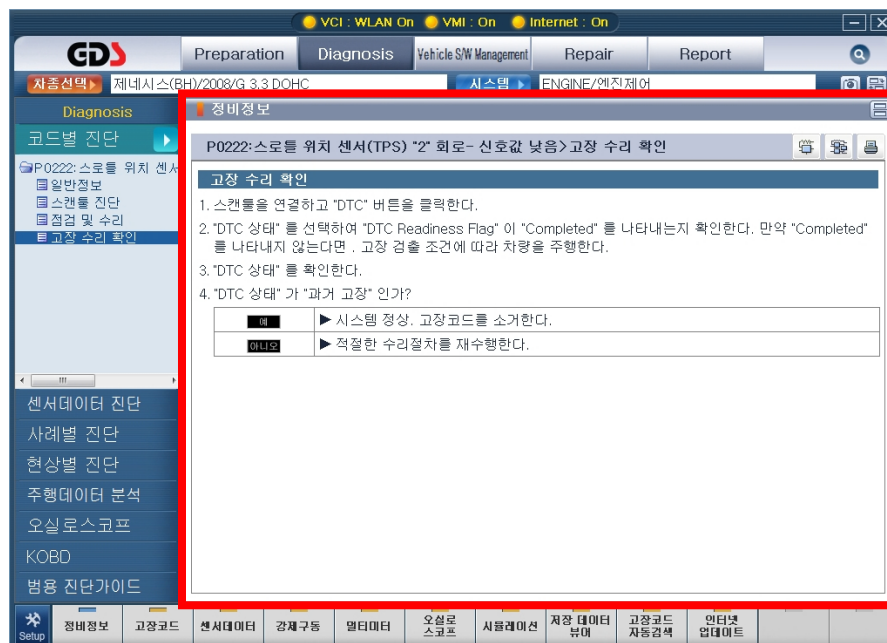 VCI : WLAN On VMI : On Internet : On
GDS Preparation Diagnosis Vehicle S/W Management Repair Report
차종선택 제네시스(BH)/2008/G 3.3 DOHC 시스템 ENGINE/엔진제어
Diagnosis
코드별 진단
P0222:스로틀 위치 센서
일반정보
스캔툴 진단
점검 및 수리
고장 수리 확인
센서데이터 진단
사례별 진단
현상별 진단
주행데이터 분석
오실로스코프
KOBD
범용 진단가이드
정비정보
P0222:스로틀 위치 센서(TPS) "2" 회로- 신호값 낮음>고장 수리 확인
고장 수리 확인
1. 스캔툴을 연결하고 "DTC" 버튼을 클릭한다.
2. "DTC 상태" 를 선택하여 "DTC Readiness Flag" 이 "Completed" 를 나타내는지 확인한다. 만약 "Completed"
를 나타내지 않는다면 . 고장 검출 조건에 따라 차량을 주행한다.
3. "DTC 상태" 를 확인한다.
4. "DTC 상태" 가 "과거 고장" 인가?
예 ▶ 시스템 정상. 고장코드를 소거한다.
아니오 ▶ 적절한 수리절차를 재수행한다.
Setup 정비정보 고장코드 센서데이터 강제구동 멀티미터 오실로 스코프 시뮬레이션 저장 데이터 뷰어 고장코드 자동검색 인터넷 업데이트